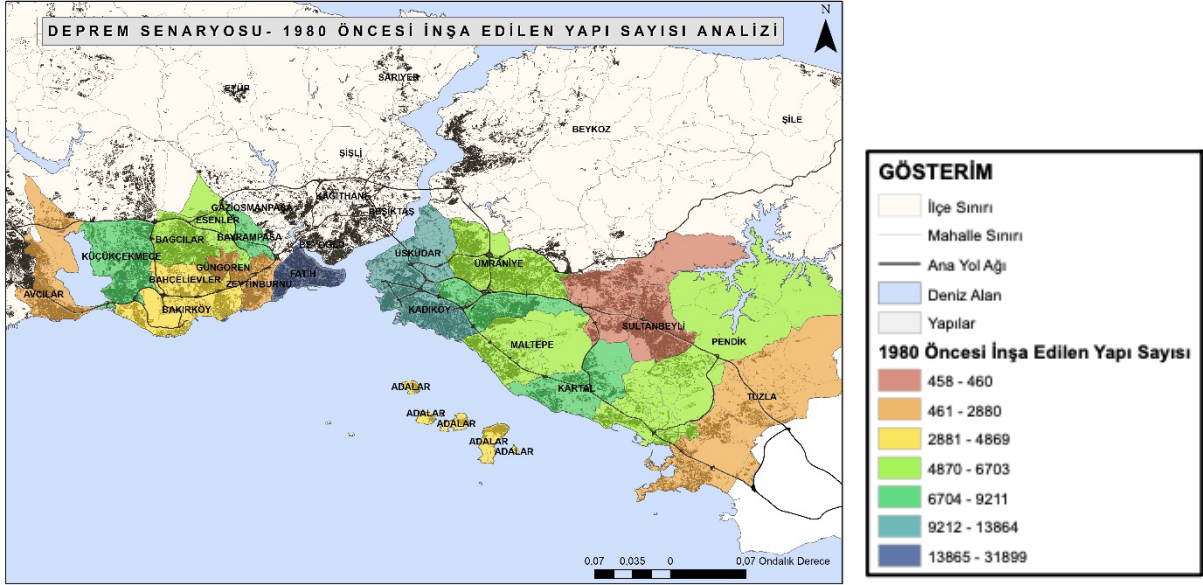 DEPREM SENARYOSU- 1980 ÖNCESİ İNŞA EDİLEN YAPI SAYISI ANALİZİ
N
SARIYER
EYÜP
ŞİLE
BEYKOZ
ŞİŞLİ
KAĞITHANE
GAZİOSMANPAŞA
BEŞİKTAŞ
ESENLER
BAĞCILAR
BAYRAMPAŞA
BEYOĞLU
ÜSKÜDAR
KÜÇÜKÇEKMECE
GÜNGÖREN
ÜMRANİYE
FATİH
BAHÇELİEVLER
ZEYTİNBURNU
AVCILAR
BAKIRKÖY
KADIKÖY
SULTANBEYLİ
MALTEPE
PENDİK
KARTAL
ADALAR
TUZLA
ADALAR
ADALAR
ADALAR
ADALAR
0,07 0,035 0 0,07 Ondalık Derece
GÖSTERİM
İlçe Sınırı
Mahalle Sınırı
Ana Yol Ağı
Deniz Alan
Yapılar
1980 Öncesi İnşa Edilen Yapı Sayısı
458 - 460
461 - 2880
2881 - 4869
4870 - 6703
6704 - 9211
9212 - 13864
13865 - 31899